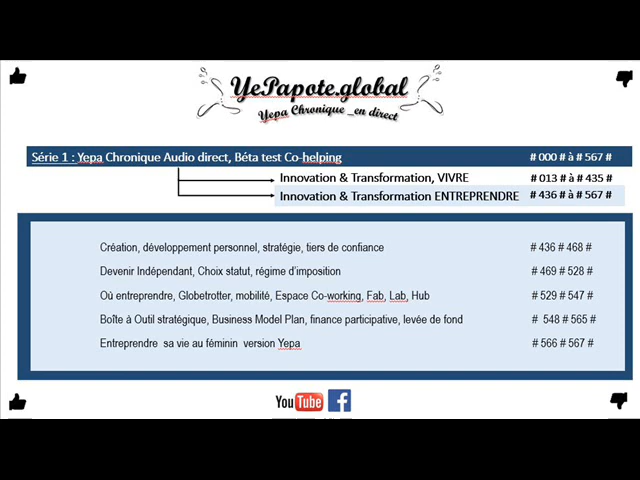 YePapote.global
Yepa Chronique _en direct
Série 1 : Yepa Chronique Audio direct, Béta test Co-helping # 000 # à # 567 #
Innovation & Transformation, VIVRE # 013 # à # 435 #
Innovation & Transformation ENTREPRENDRE # 436 # à # 567 #
Création, développement personnel, stratégie, tiers de confiance # 436 # 468 #
Devenir Indépendant, Choix statut, régime d'imposition # 469 # 528 #
Où entreprendre, Globetrotter, mobilité, Espace Co-working, Fab, Lab, Hub # 529 # 547 #
Boîte à Outil stratégique, Business Model Plan, finance participative, levée de fond # 548 # 565 #
Entreprendre sa vie au féminin version Yepa # 566 # 567 #
YouTube f